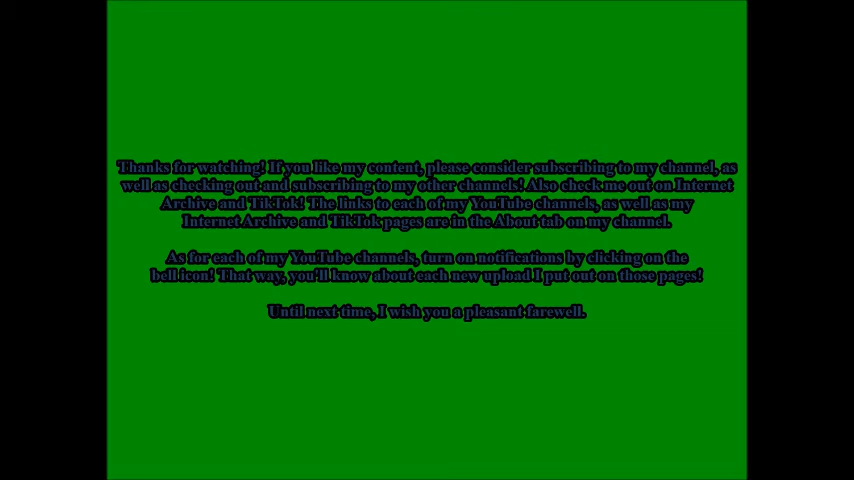 Thanks for watching! If you like my content, please consider subscribing to my channel, as
well as checking out and subscribing to my other channels! Also check me out on Internet
Archive and TikTok! The links to each of my YouTube channels, as well as my
Internet Archive and TikTok pages are in the About tab on my channel.
As for each of my YouTube channels, turn on notifications by clicking on the
bell icon! That way, you'll know about each new upload I put out on those pages!
Until next time, I wish you a pleasant farewell.